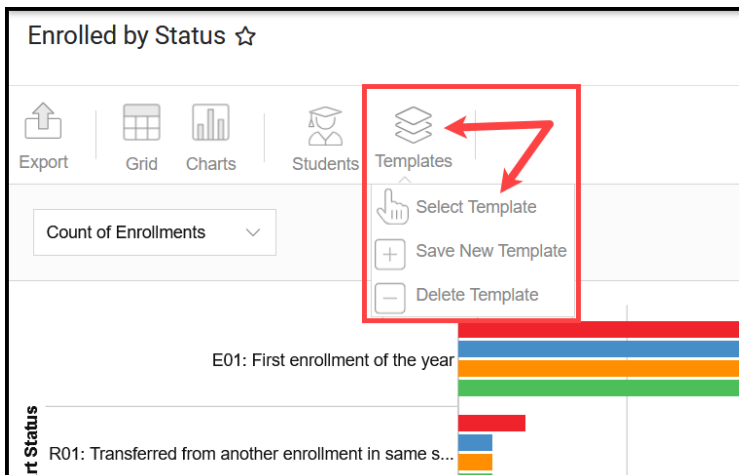 Enrolled by Status
Export
Grid
Charts
Students
Templates
Select Template
Save New Template
Delete Template
Count of Enrollments
E01: First enrollment of the year
R01: Transferred from another enrollment in same s...
rt Status